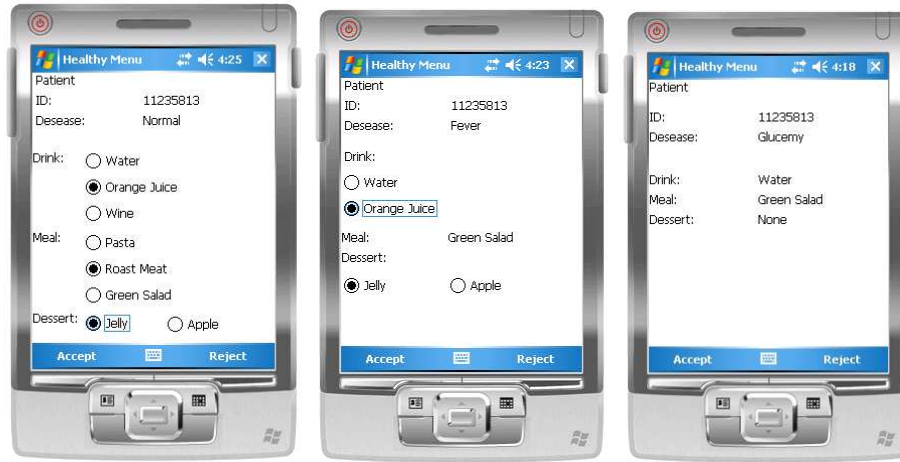 Healthy Menu 4:25
Patient
ID: 11235813
Desease: Normal
Drink: Water
Orange Juice
Wine
Meal: Pasta
Roast Meat
Green Salad
Dessert: Jelly Apple
Accept Reject
Healthy Menu 4:23
Patient
ID: 11235813
Desease: Fever
Drink:
Water
Orange Juice
Meal: Green Salad
Dessert:
Jelly Apple
Accept Reject
Healthy Menu 4:18
Patient
ID: 11235813
Desease: Glucemy
Drink: Water
Meal: Green Salad
Dessert: None
Accept Reject